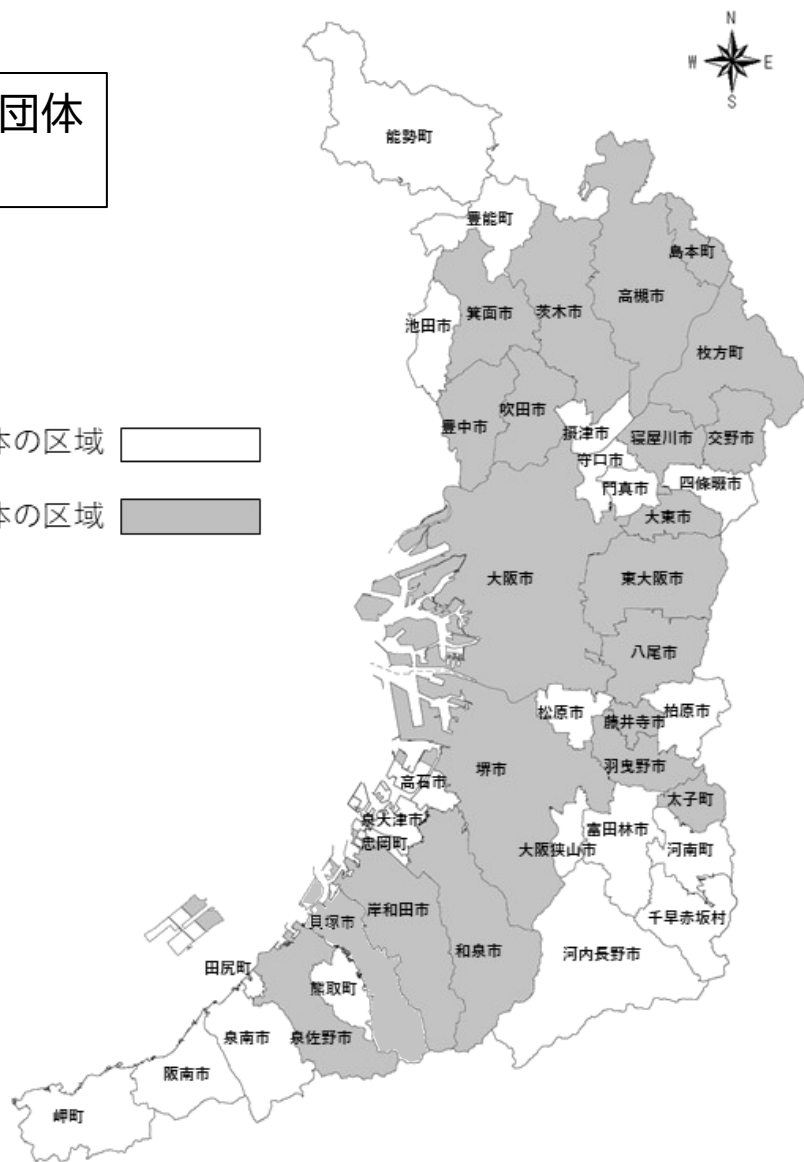 N
W E
S
団体
能勢町
豊能町
島本町
高槻市
箕面市
茨木市
池田市
枚方町
吹田市
豊中市
摂津市
寝屋川市
交野市
守口市
体の区域
門真市
四條畷市
大東市
体の区域
大阪市
東大阪市
八尾市
松原市
柏原市
藤井寺市
堺市
羽曳野市
高石市
太子町
泉大津市
富田林市
忠岡町
大阪狭山市
河南町
岸和田市
千早赤坂村
貝塚市
和泉市
河内長野市
田尻町
熊取町
泉南市
泉佐野市
阪南市
岬町